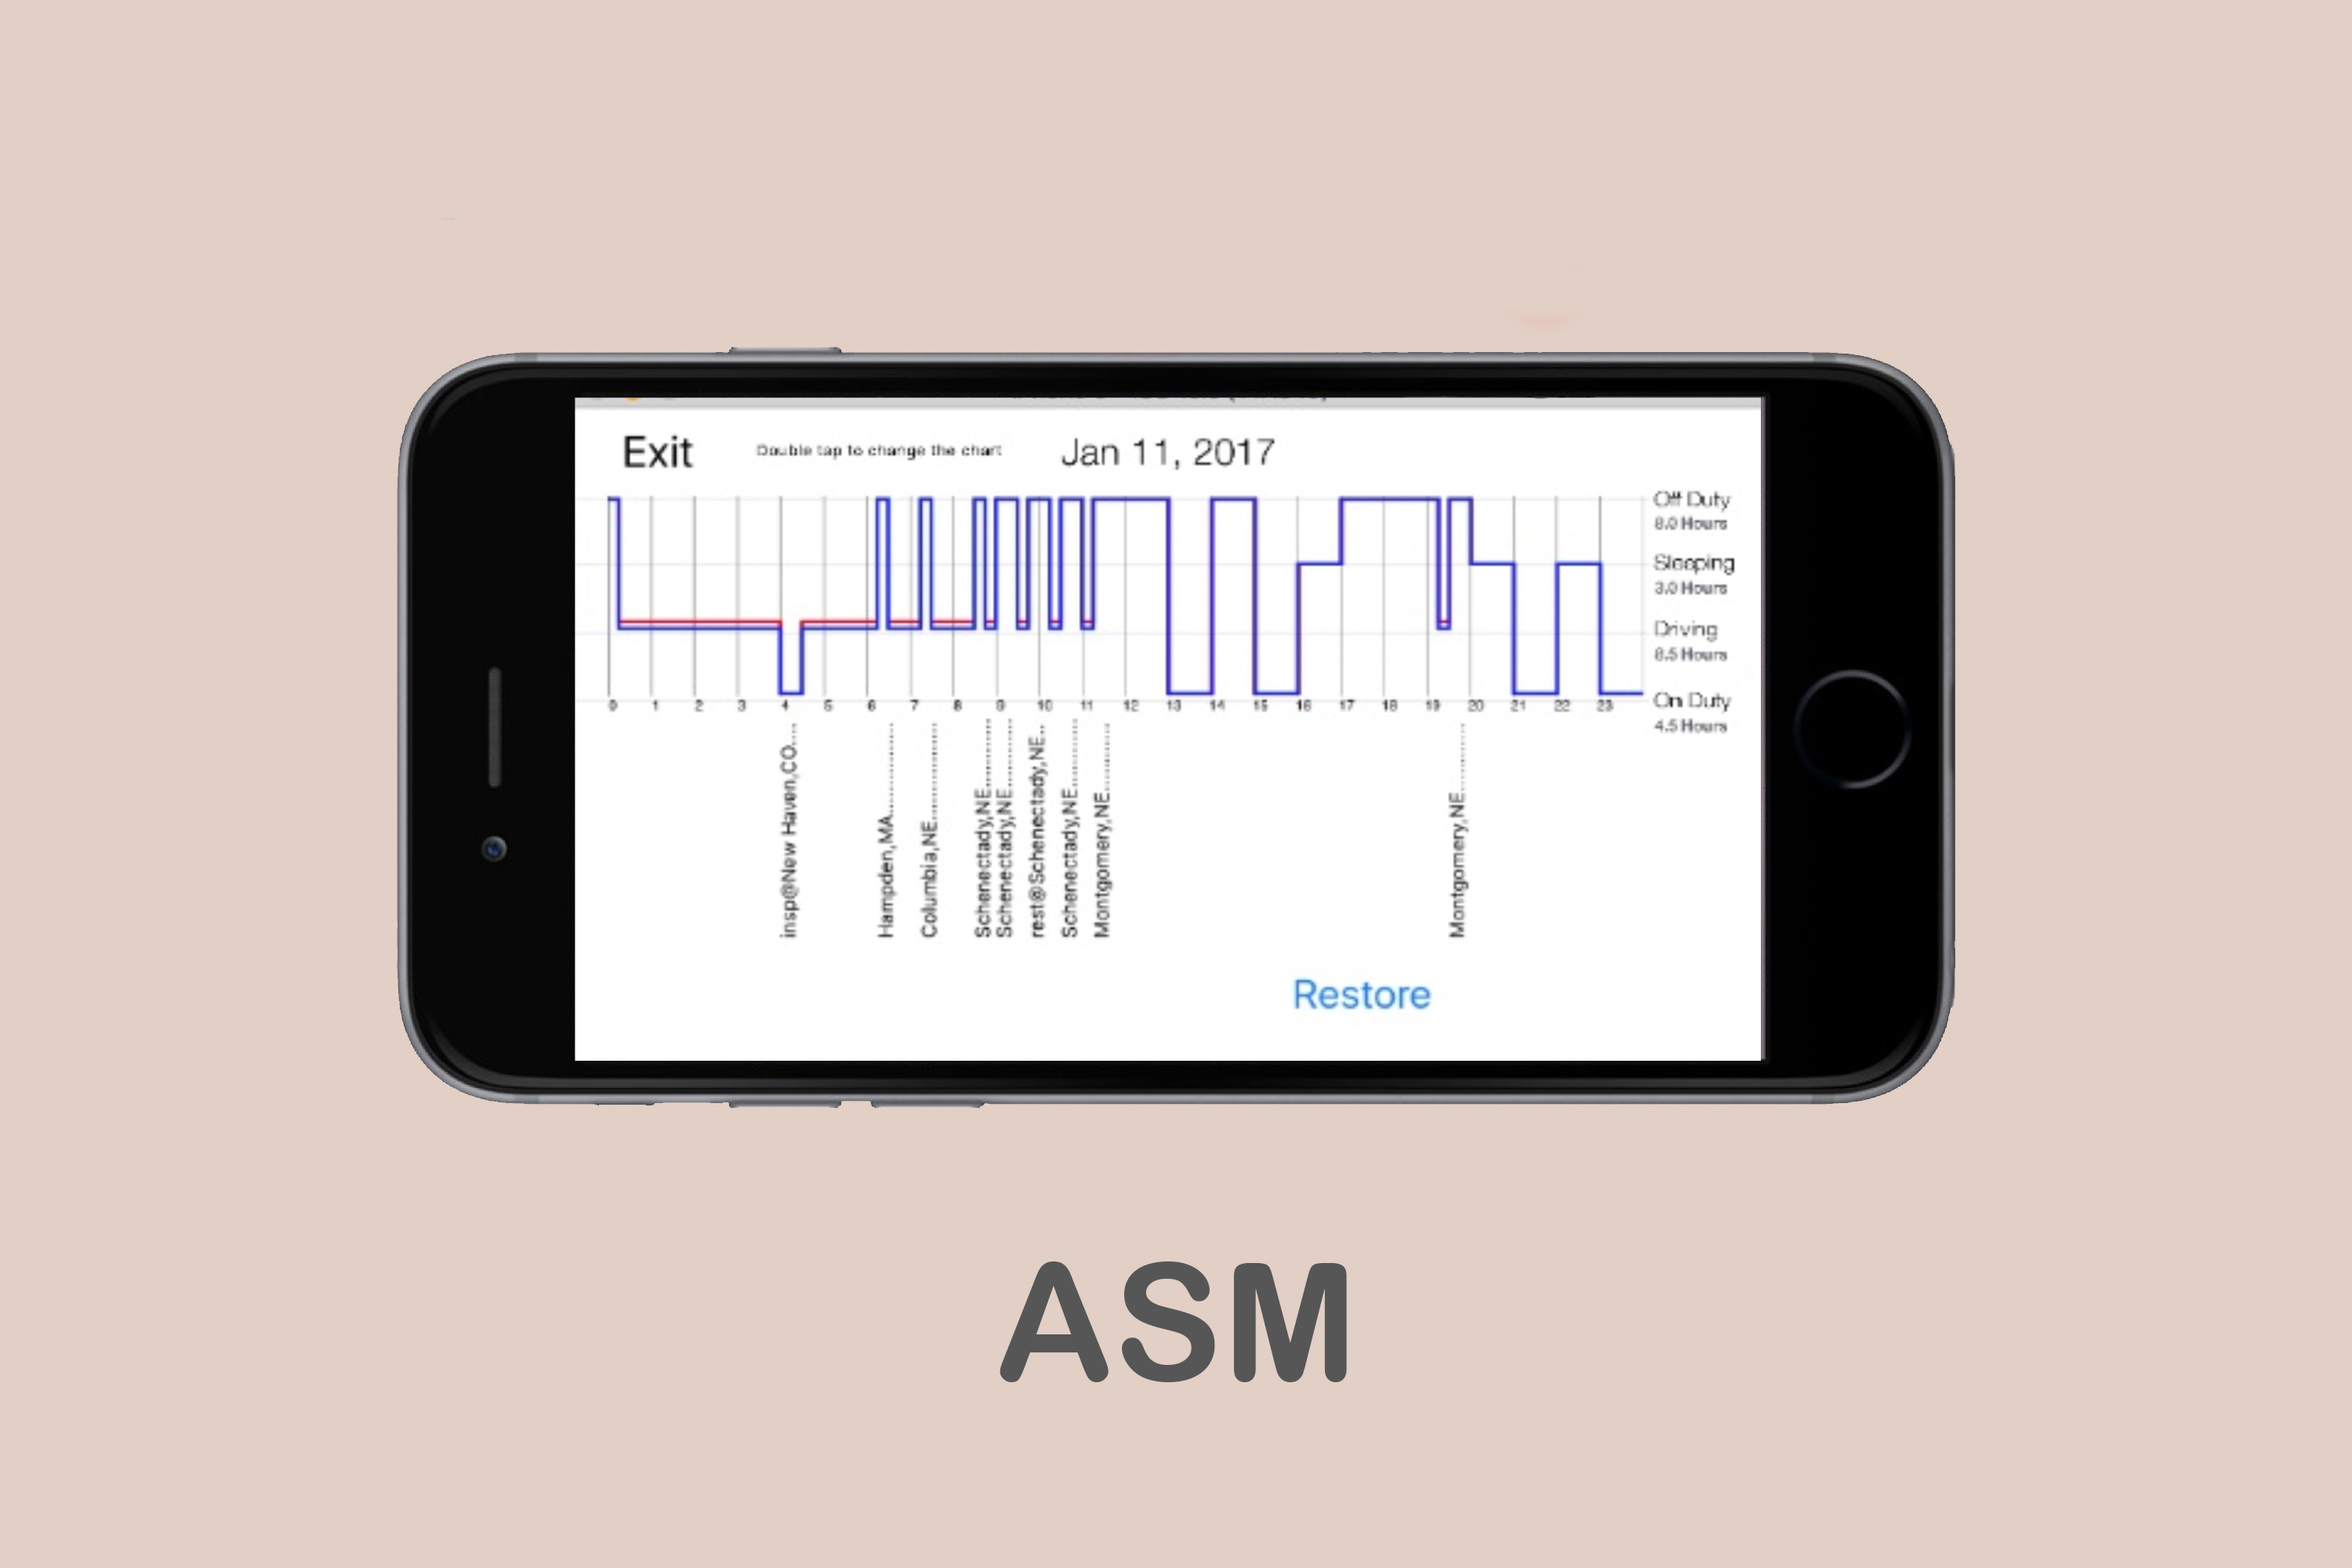 Exit
Double tap to change the chart
Jan 11, 2017
Off Duty
8.0 Hours
Sleeping
3.0 Hours
Driving
8.5 Hours
On Duty
4.5 Hours
0 1 2 3 4 5 6 7 8 9 10 11 12 13 14 15 16 17 18 19 20 21 22 23
insp@New Haven,CO....
Hampden,MA..............
Columbia,NE..............
Schenectady,NE..........
Schenectady,NE..........
rest@Schenectady,NE..
Schenectady,NE..........
Montgomery,NE..........
Montgomery,NE..........
Restore
ASM